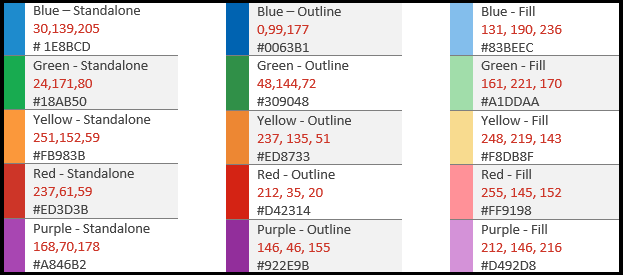 Blue – Standalone
30,139,205
# 1E8BCD
Green - Standalone
24,171,80
#18AB50
Yellow - Standalone
251,152,59
#FB983B
Red - Standalone
237,61,59
#ED3D3B
Purple - Standalone
168,70,178
#A846B2
Blue – Outline
0,99,177
#0063B1
Green - Outline
48,144,72
#309048
Yellow - Outline
237, 135, 51
#ED8733
Red - Outline
212, 35, 20
#D42314
Purple - Outline
146, 46, 155
#922E9B
Blue - Fill
131, 190, 236
#83BEEC
Green - Fill
161, 221, 170
#A1DDAA
Yellow - Fill
248, 219, 143
#F8DB8F
Red - Fill
255, 145, 152
#FF9198
Purple - Fill
212, 146, 216
#D492D8